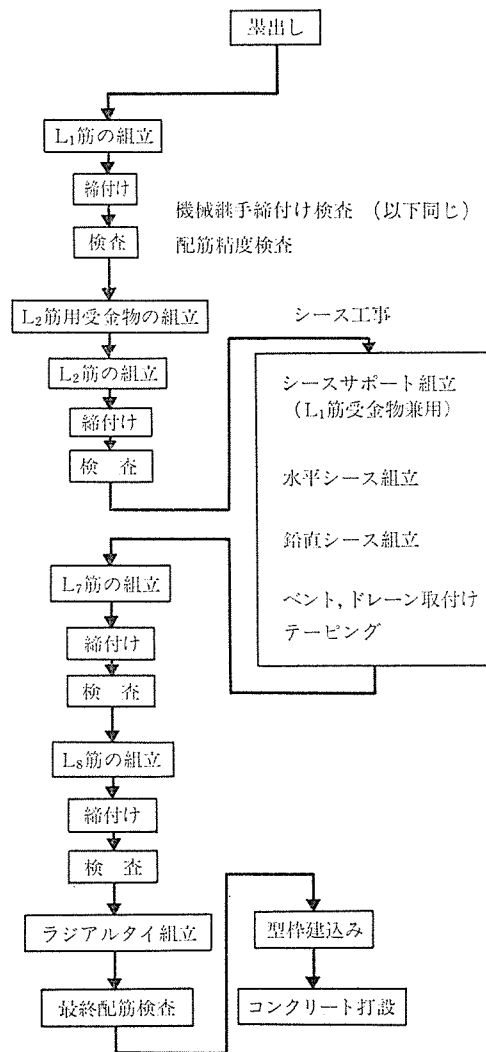 墨出し
L₁筋の組立
締付け
機械継手締付け検査 （以下同じ）
検査
配筋精度検査
L₂筋用受金物の組立
L₂筋の組立
締付け
検 査
シース工事
シースサポート組立
（L₁筋受金物兼用）
水平シース組立
鉛直シース組立
ベント, ドレーン取付け
テーピング
L₇筋の組立
締付け
検 査
L₈筋の組立
締付け
検 査
ラジアルタイ組立
最終配筋検査
型枠建込み
コンクリート打設